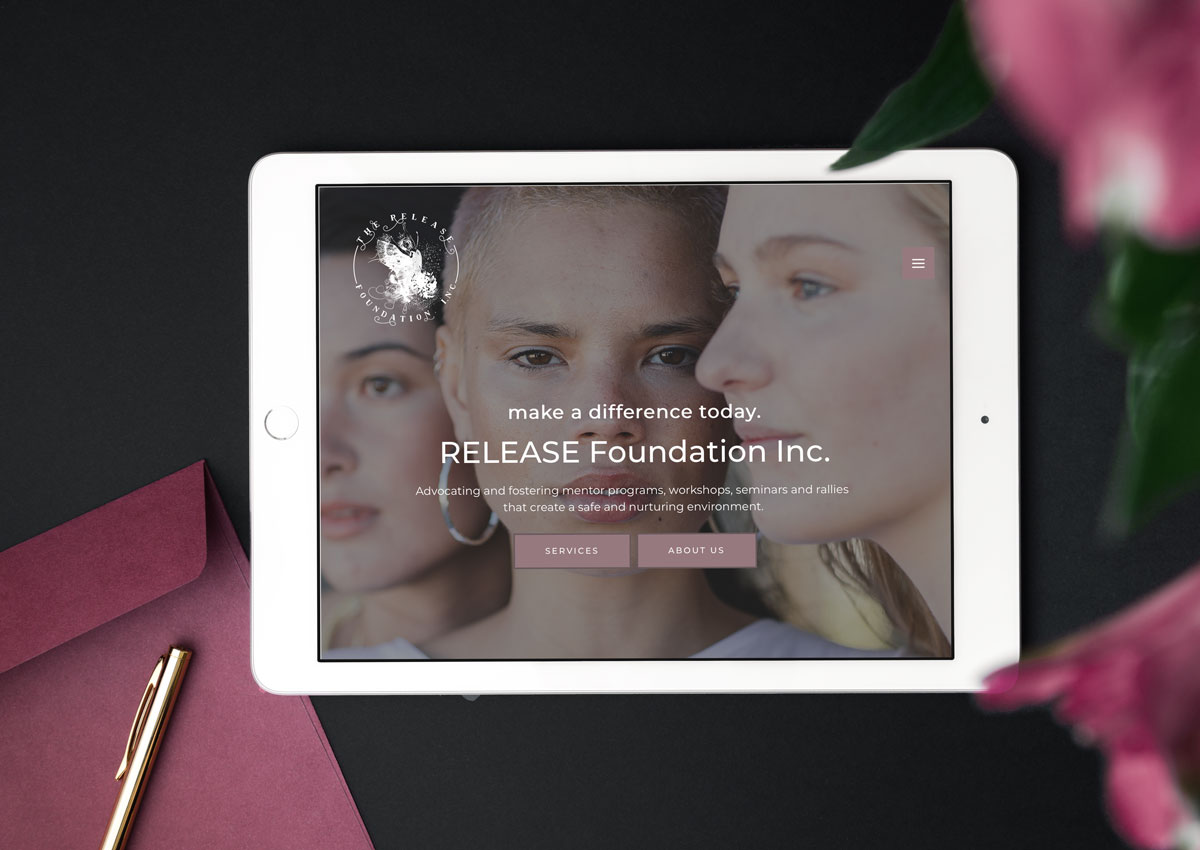 THE RELEASE
FOUNDATION INC
make a difference today.
RELEASE Foundation Inc.
Advocating and fostering mentor programs, workshops, seminars and rallies
that create a safe and nurturing environment.
SERVICES
ABOUT US